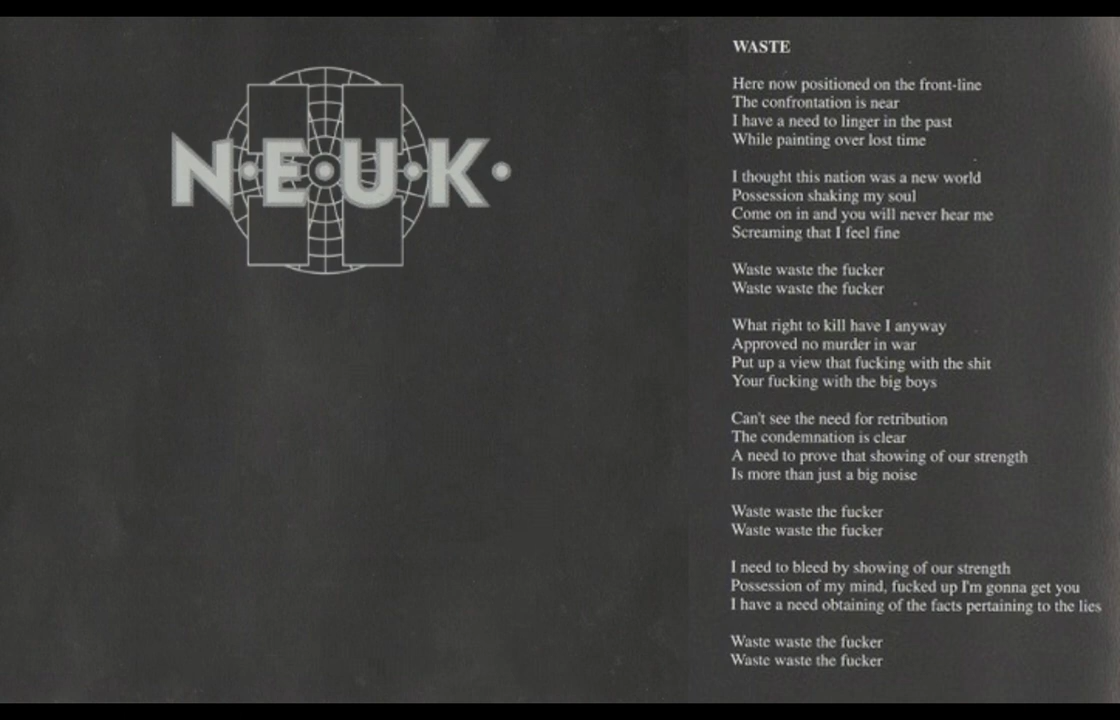 N·E·U·K·
WASTE
Here now positioned on the front-line
The confrontation is near
I have a need to linger in the past
While painting over lost time
I thought this nation was a new world
Possession shaking my soul
Come on in and you will never hear me
Screaming that I feel fine
Waste waste the fucker
Waste waste the fucker
What right to kill have I anyway
Approved no murder in war
Put up a view that fucking with the shit
Your fucking with the big boys
Can't see the need for retribution
The condemnation is clear
A need to prove that showing of our strength
Is more than just a big noise
Waste waste the fucker
Waste waste the fucker
I need to bleed by showing of our strength
Possession of my mind, fucked up I'm gonna get you
I have a need obtaining of the facts pertaining to the lies
Waste waste the fucker
Waste waste the fucker